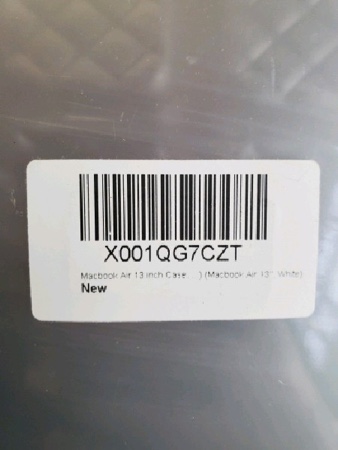 X001QG7CZT
Macbook Air 13 inch Case ... ) (Macbook Air 13", White)
New